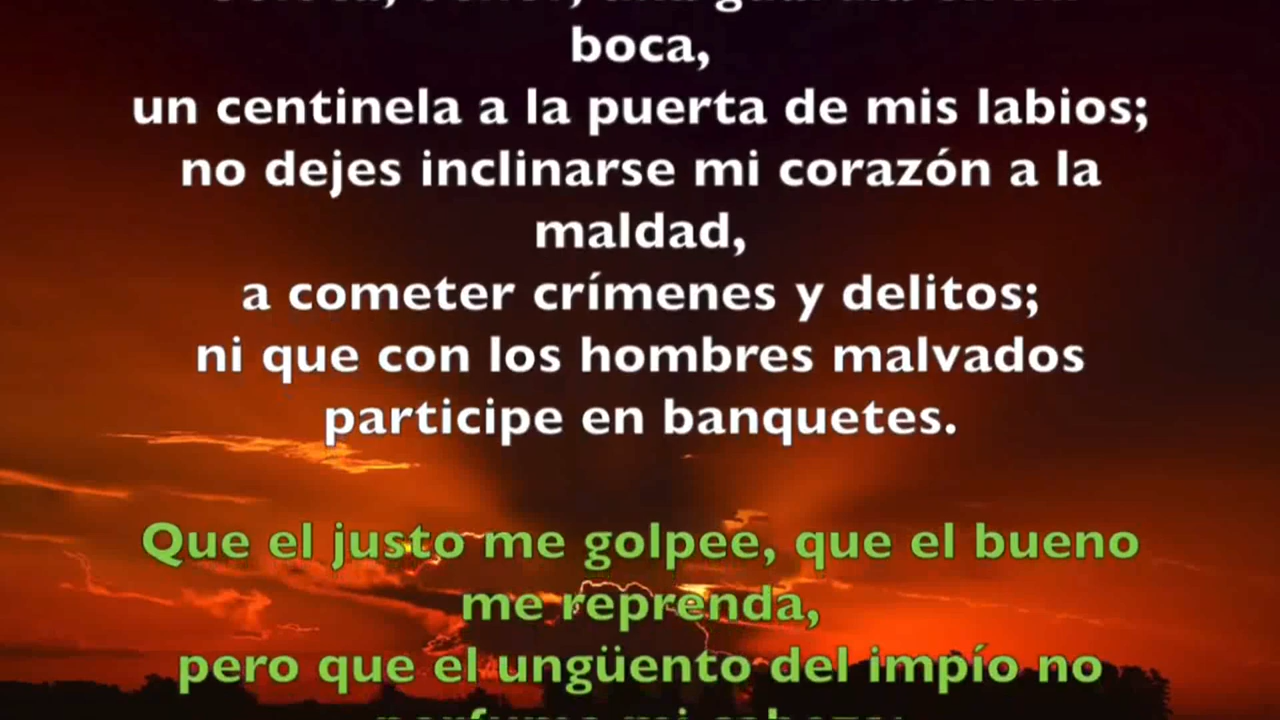 boca,
un centinela a la puerta de mis labios;
no dejes inclinarse mi corazón a la
maldad,
a cometer crímenes y delitos;
ni que con los hombres malvados
participe en banquetes.
Que el justo me golpee, que el bueno
me reprenda,
pero que el ungüento del impío no